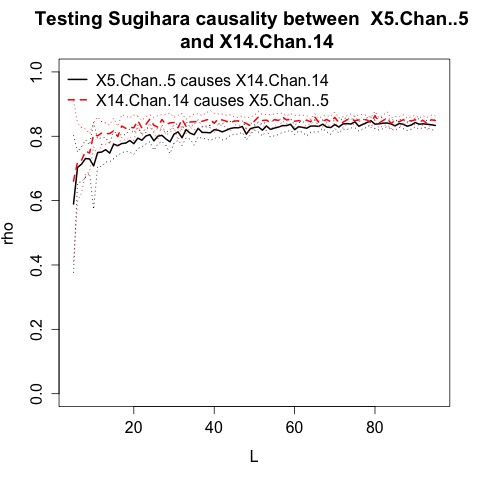 Testing Sugihara causality between  X5.Chan..5
and X14.Chan.14
X5.Chan..5 causes X14.Chan.14
X14.Chan.14 causes X5.Chan..5
1.0
0.8
0.6
0.4
0.2
0.0
rho
20 40 60 80
L